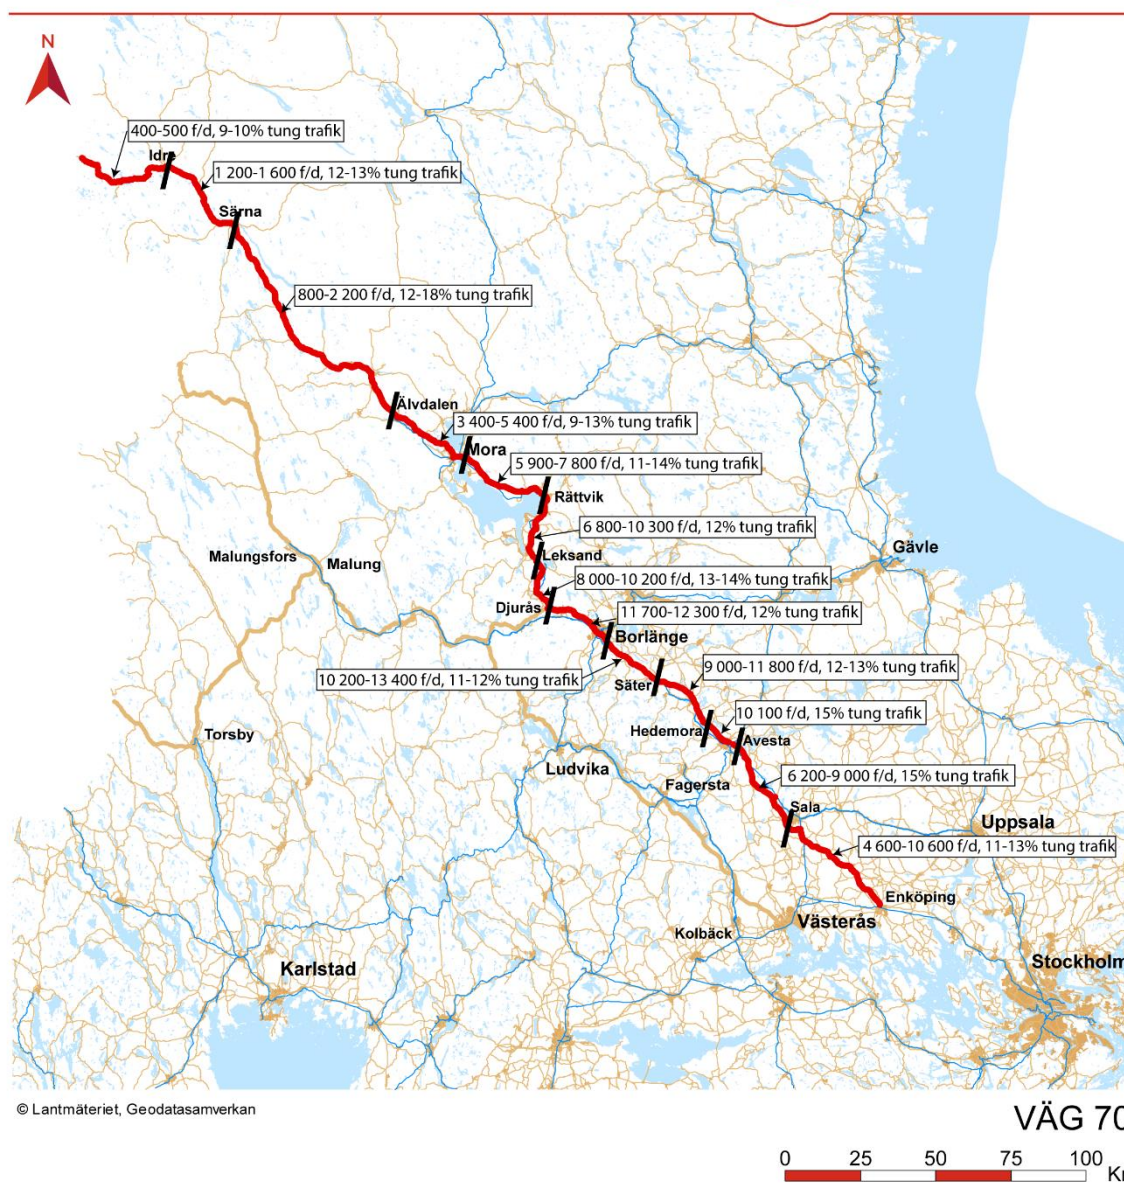 N
400-500 f/d, 9-10% tung trafik
Idre
1 200-1 600 f/d, 12-13% tung trafik
Särna
800-2 200 f/d, 12-18% tung trafik
Älvdalen
3 400-5 400 f/d, 9-13% tung trafik
Mora
5 900-7 800 f/d, 11-14% tung trafik
Rättvik
6 800-10 300 f/d, 12% tung trafik
Gävle
Malungsfors
Malung
Leksand
8 000-10 200 f/d, 13-14% tung trafik
Djurås
11 700-12 300 f/d, 12% tung trafik
Borlänge
9 000-11 800 f/d, 12-13% tung trafik
10 200-13 400 f/d, 11-12% tung trafik
Säter
10 100 f/d, 15% tung trafik
Hedemora
Torsby
Avesta
Ludvika
6 200-9 000 f/d, 15% tung trafik
Fagersta
Sala
Uppsala
4 600-10 600 f/d, 11-13% tung trafik
Enköping
Västerås
Kolbäck
Stockholm
Karlstad
© Lantmäteriet, Geodatasamverkan
VÄG 70
0 25 50 75 100